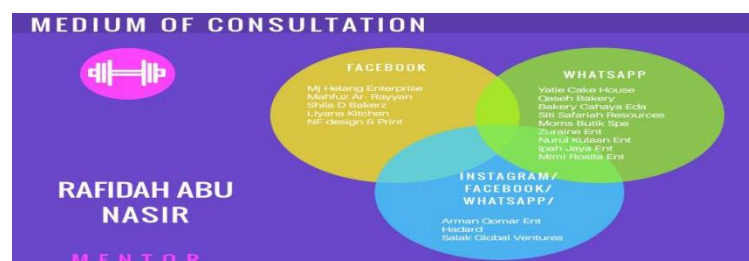 MEDIUM OF CONSULTATION
FACEBOOK
Mj Helang Enterprise
Mahfuz Ar- Rayyan
Shila D Bakerz
Liyana Kitchen
NF design & Print
WHATSAPP
Yatie Cake House
Qaseh Bakery
Bakery Cahaya Eda
Siti Safariah Resources
Moms Butik Spa
Zuraine Ent
Nurul Kulaan Ent
Ipah Jaya Ent
Mimi Rosita Ent
INSTAGRAM/
FACEBOOK/
WHATSAPP/
Arman Qomar Ent
Hadard
Salak Global Ventures
RAFIDAH ABU
NASIR
MENTOR